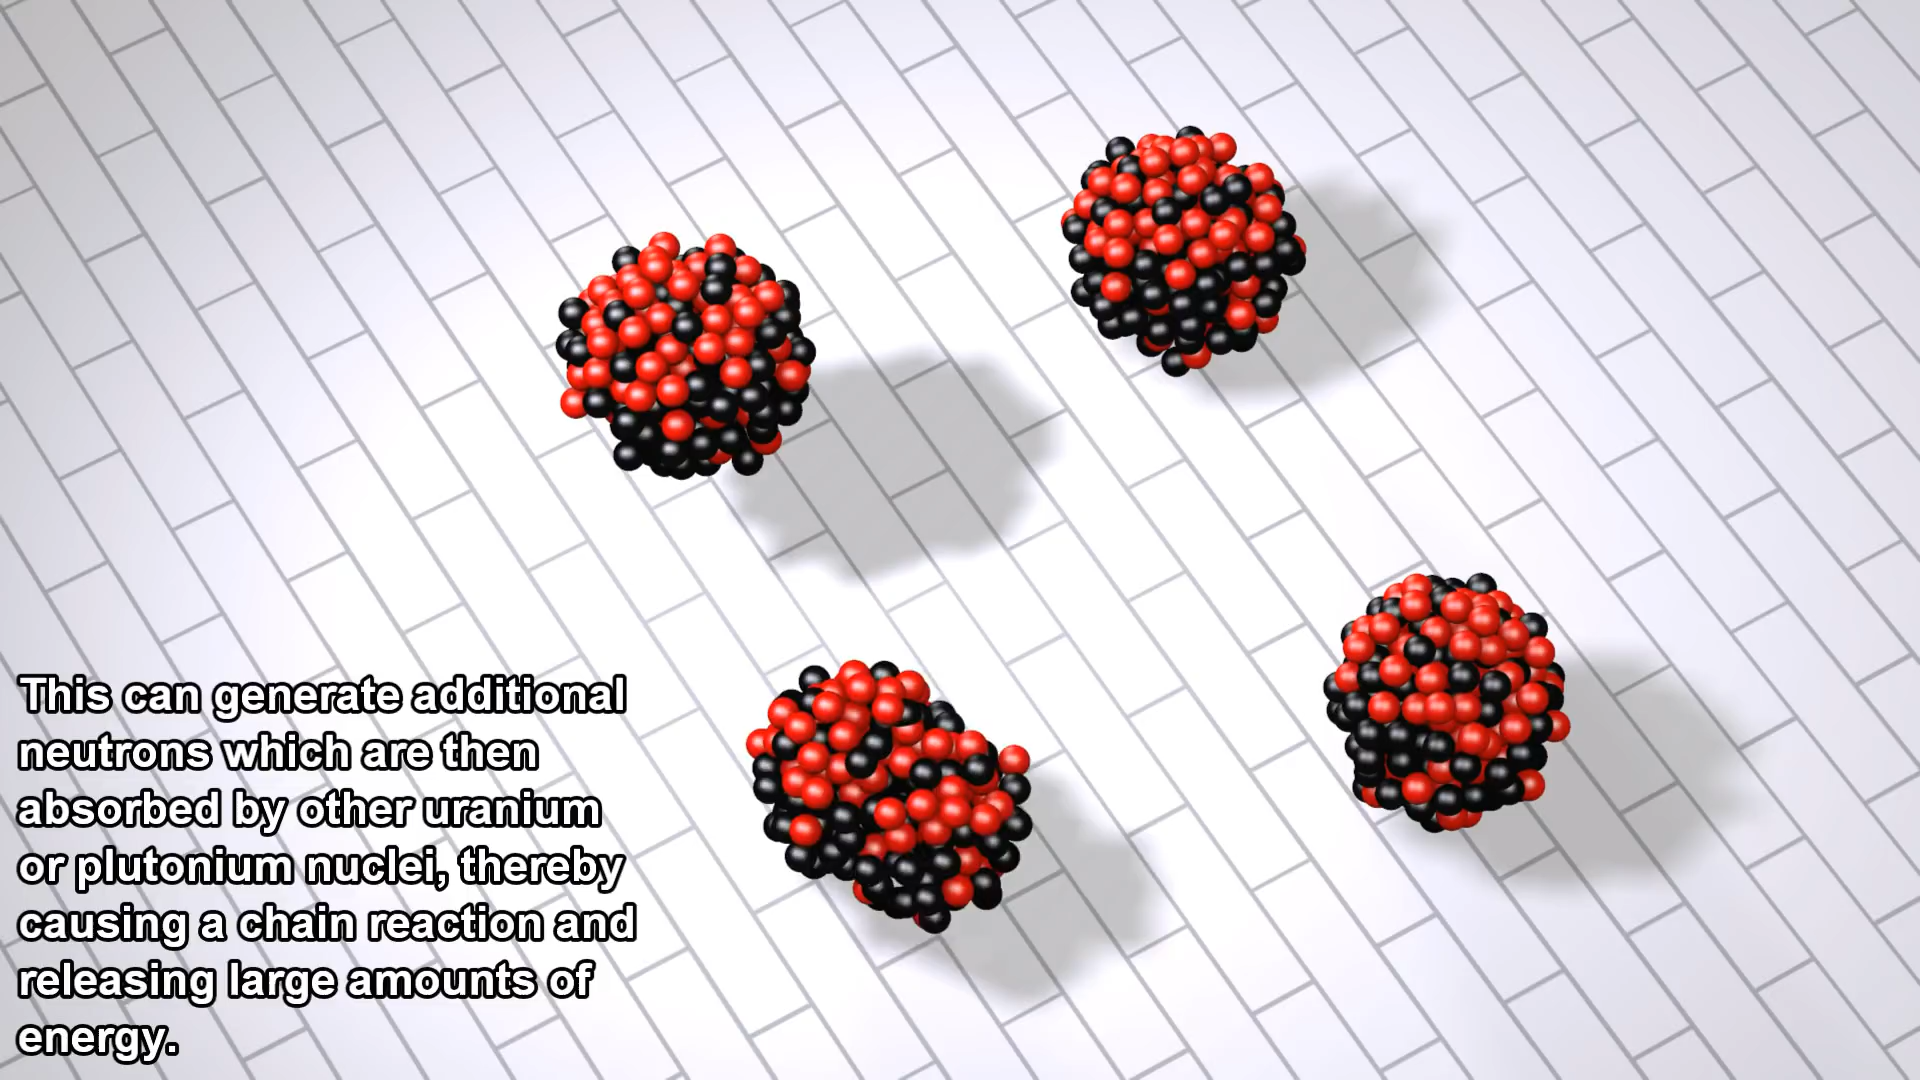 This can generate additional
neutrons which are then
absorbed by other uranium
or plutonium nuclei, thereby
causing a chain reaction and
releasing large amounts of
energy.